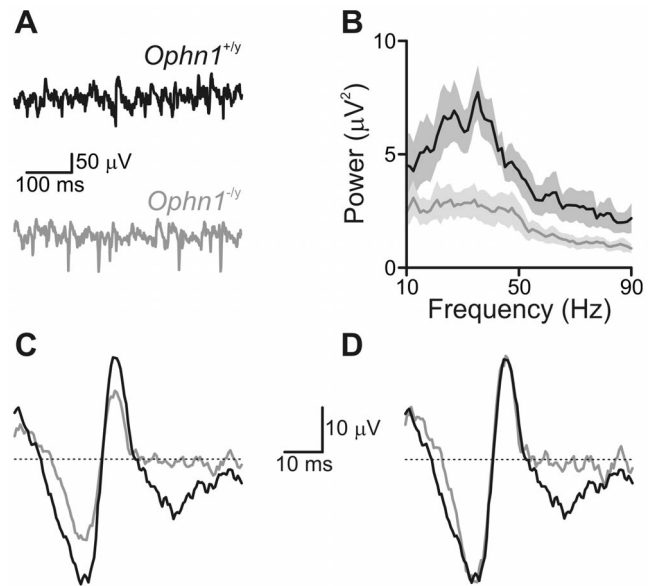 A
Ophn1+/y
50 μV
100 ms
Ophn1-/y
B
10
Power (μV2)
5
0
10
50
90
Frequency (Hz)
C
D
10 μV
10 ms